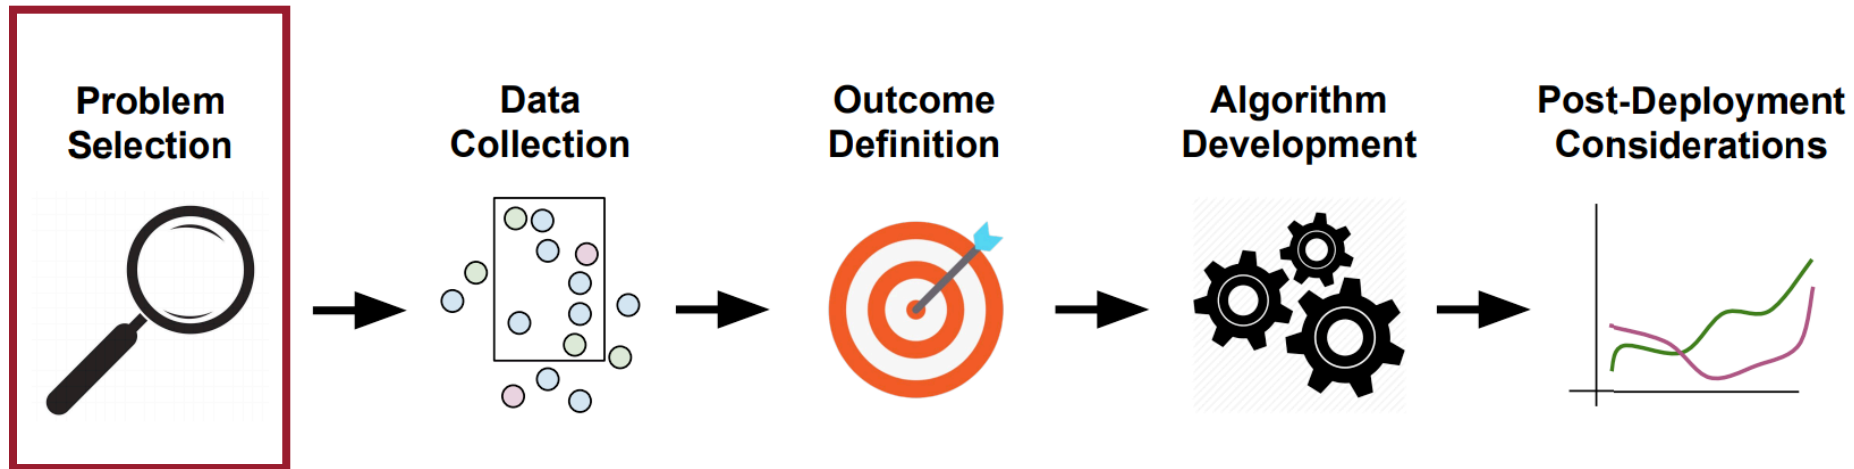 Problem
Selection
Data
Collection
Outcome
Definition
Algorithm
Development
Post-Deployment
Considerations